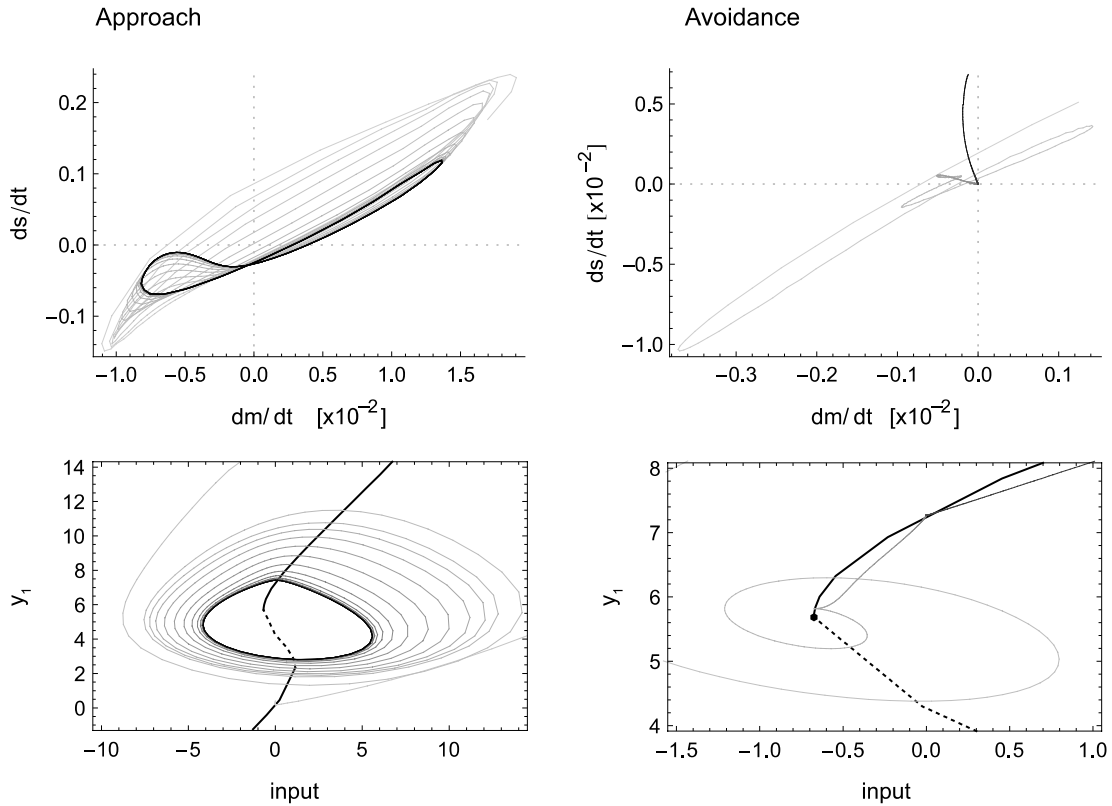 Approach
Avoidance
ds/dt
0.2
0.1
0.0
−0.1
−1.0 −0.5 0.0 0.5 1.0 1.5
dm/ dt [x10⁻²]
ds/dt [x10⁻²]
0.5
0.0
−0.5
−1.0
−0.3 −0.2 −0.1 0.0 0.1
dm/ dt [x10⁻²]
y₁
14
12
10
8
6
4
2
0
−10 −5 0 5 10
input
y₁
8
7
6
5
4
−1.5 −1.0 −0.5 0.0 0.5 1.0
input